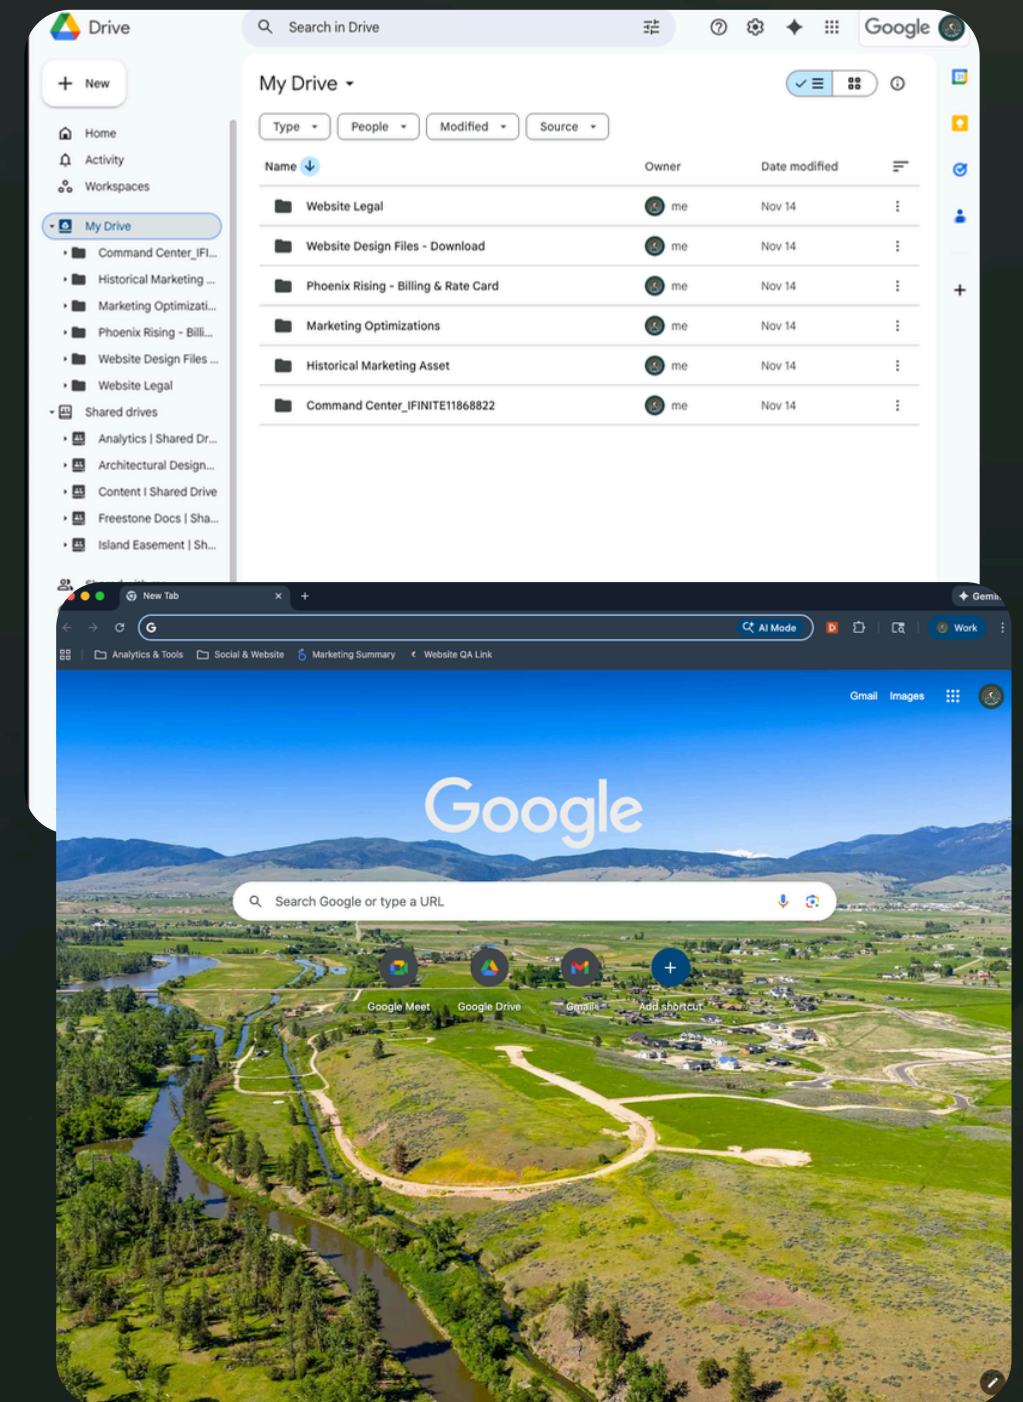 Drive
Search in Drive
Google
New
My Drive
Type
People
Modified
Source
Name
Owner
Date modified
Website Legal
me
Nov 14
Website Design Files - Download
me
Nov 14
Phoenix Rising - Billing & Rate Card
me
Nov 14
Marketing Optimizations
me
Nov 14
Historical Marketing Asset
me
Nov 14
Command Center_IFINITE11868822
me
Nov 14
Home
Activity
Workspaces
My Drive
Command Center_IFI...
Historical Marketing ...
Marketing Optimizati...
Phoenix Rising - Billi...
Website Design Files ...
Website Legal
Shared drives
Analytics | Shared Dr...
Architectural Design...
Content I Shared Drive
Freestone Docs | Sha...
Island Easement | Sh...
New Tab
Gemin
G
AI Mode
D
Work
Analytics & Tools
Social & Website
Marketing Summary
Website QA Link
Gmail
Images
Google
Search Google or type a URL
Google Meet
Google Drive
Gmails
Add shortcut